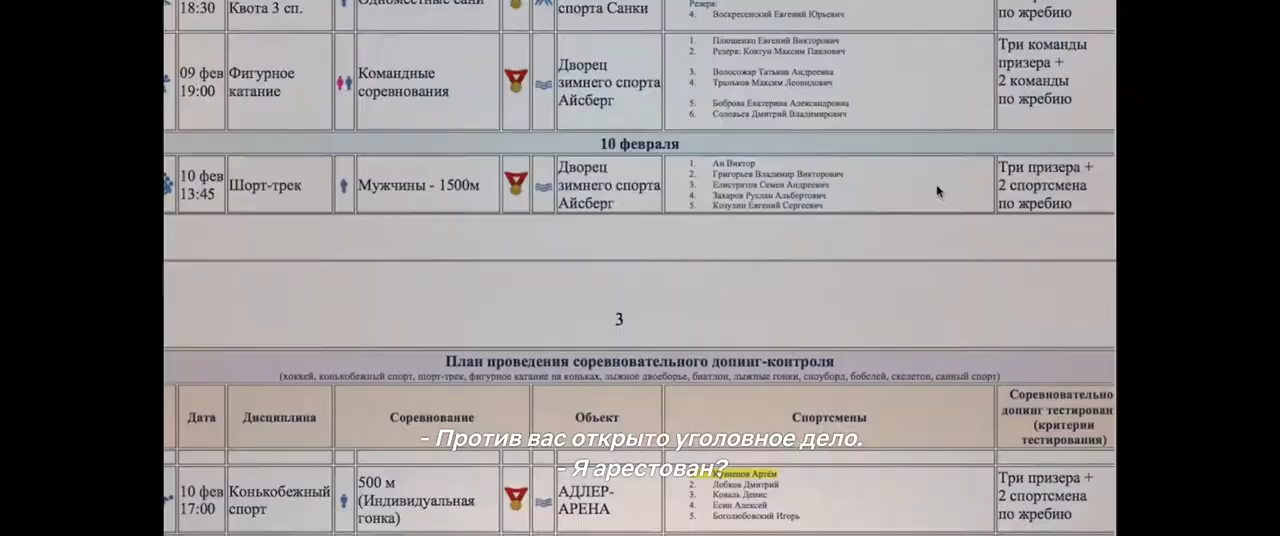 18:30
Квота 3 сп.
Одноместные сани
спорта Санки
Резерв:
4. Воскресенский Евгений Юрьевич
по жребию
09 фев
19:00
Фигурное
катание
Командные
соревнования
Дворец
зимнего спорта
Айсберг
1. Плющенко Евгений Викторович
2. Резерв: Ковтун Максим Павлович
3. Волосожар Татьяна Андреевна
4. Траньков Максим Леонидович
5. Боброва Екатерина Александровна
6. Соловьев Дмитрий Владимирович
Три команды
призера +
2 команды
по жребию
10 февраля
10 фев
13:45
Шорт-трек
Мужчины - 1500м
Дворец
зимнего спорта
Айсберг
1. Ан Виктор
2. Григорьев Владимир Викторович
3. Елистратов Семен Андреевич
4. Захаров Руслан Альбертович
5. Козулин Евгений Сергеевич
Три призера +
2 спортсмена
по жребию
3
План проведения соревновательного допинг-контроля
(хоккей, конькобежный спорт, шорт-трек, фигурное катание на коньках, лыжное двоеборье, биатлон, лыжные гонки, сноуборд, бобслей, скелетон, санный спорт)
Дата
Дисциплина
Соревнование
Объект
Спортсмены
Соревновательно
допинг тестирован
(критерии
тестирования)
- Против вас открыто уголовное дело.
- Я арестован?
10 фев
17:00
Конькобежный
спорт
500 м
(Индивидуальная
гонка)
АДЛЕР-
АРЕНА
Артём
2. Лобков Дмитрий
3. Коваль Денис
4. Есин Алексей
5. Боголюбовский Игорь
Три призера +
2 спортсмена
по жребию